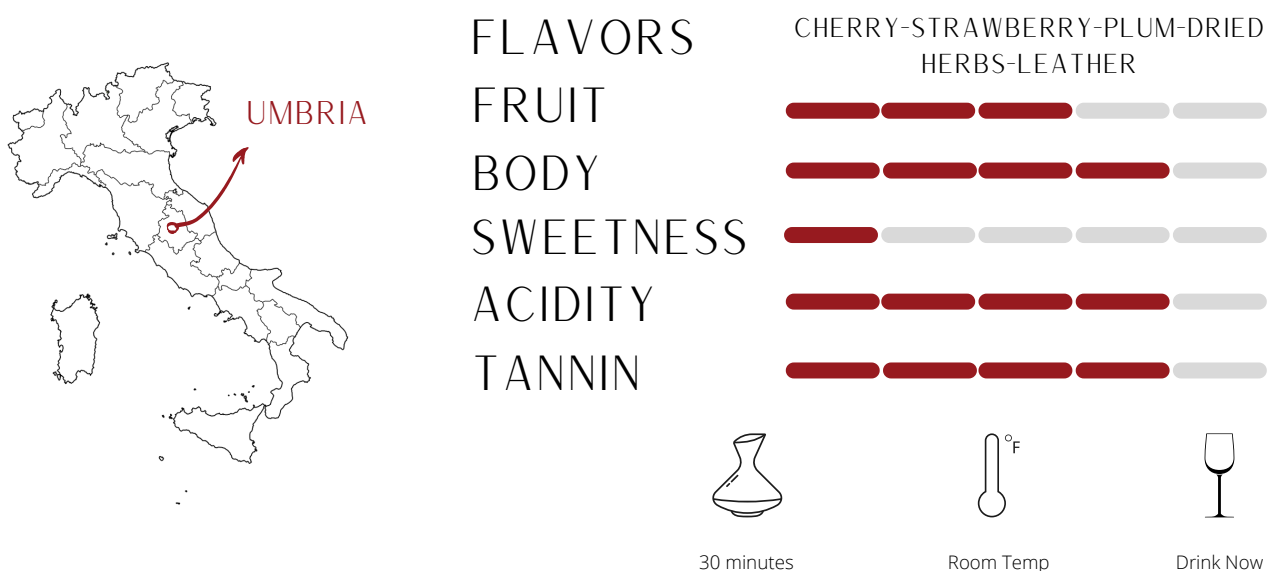 UMBRIA
FLAVORS
CHERRY-STRAWBERRY-PLUM-DRIED
HERBS-LEATHER
FRUIT
BODY
SWEETNESS
ACIDITY
TANNIN
°F
30 minutes
Room Temp
Drink Now